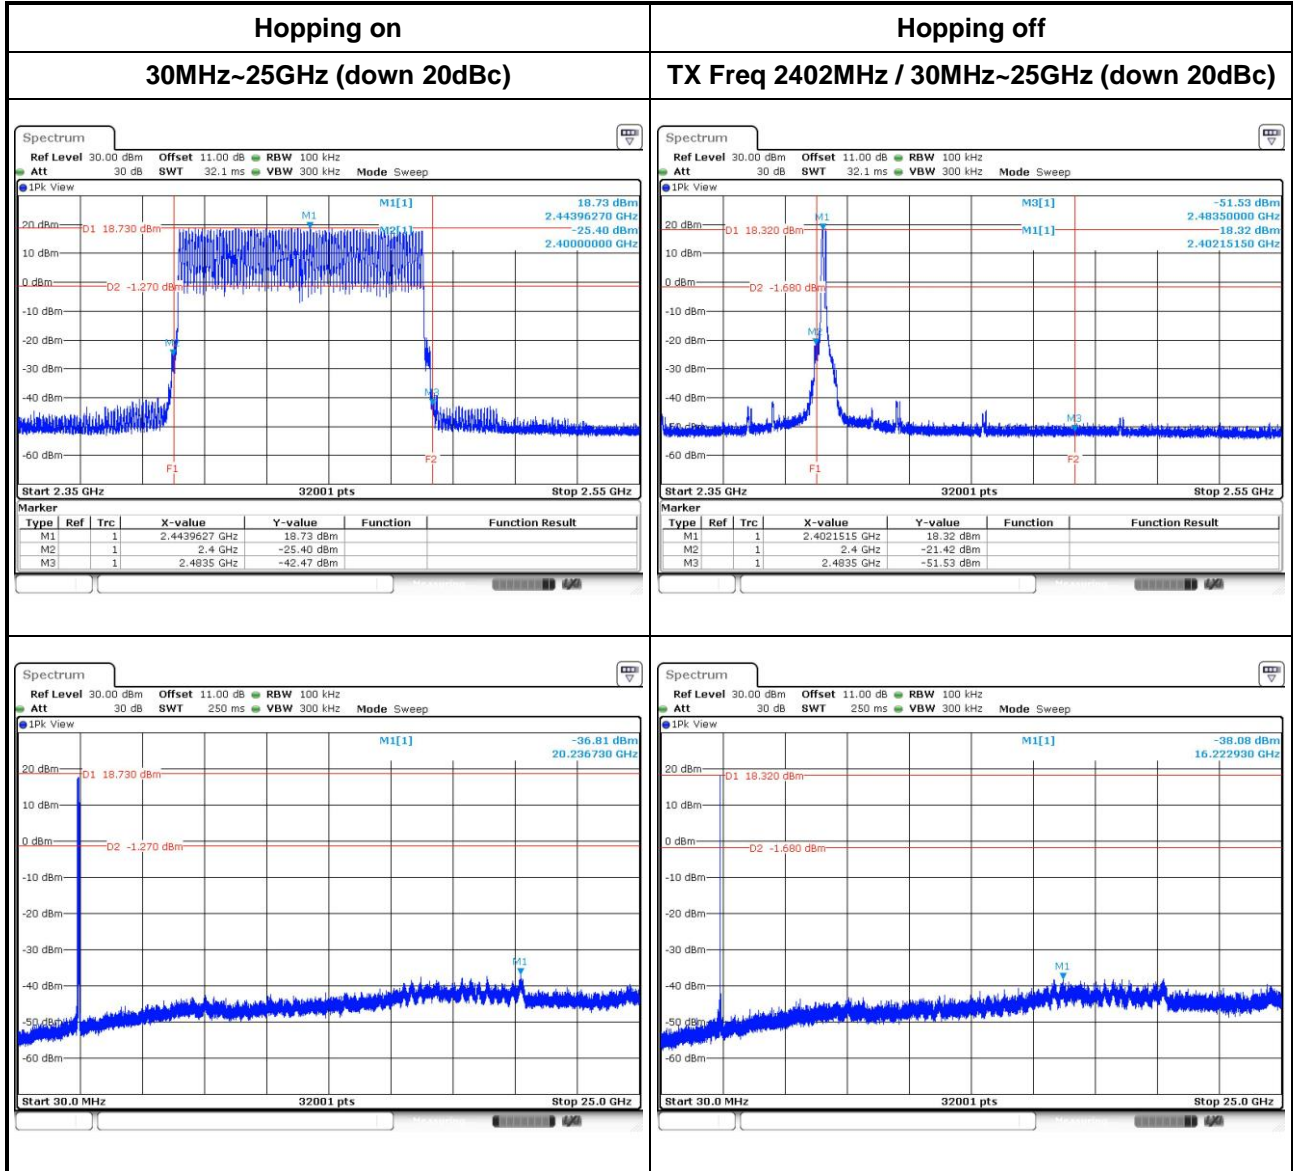 Hopping on
Hopping off
30MHz~25GHz (down 20dBc)
TX Freq 2402MHz / 30MHz~25GHz (down 20dBc)
Spectrum
Ref Level 30.00 dBm Offset 11.00 dB RBW 100 kHz
Att 30 dB SWT 32.1 ms VBW 300 kHz Mode Sweep
1Pk View
M1[1] 18.73 dBm
2.44396270 GHz
M2[1] -25.40 dBm
2.40000000 GHz
M1
20 dBm
D1 18.730 dBm
10 dBm
0 dBm
D2 -1.270 dBm
-10 dBm
-20 dBm
-30 dBm
-40 dBm
M3
-60 dBm
F1
F2
Start 2.35 GHz 32001 pts Stop 2.55 GHz
Marker
Type Ref Trc X-value Y-value Function Function Result
M1 1 2.4439627 GHz 18.73 dBm
M2 1 2.4 GHz -25.40 dBm
M3 1 2.4835 GHz -42.47 dBm
Spectrum
Ref Level 30.00 dBm Offset 11.00 dB RBW 100 kHz
Att 30 dB SWT 32.1 ms VBW 300 kHz Mode Sweep
1Pk View
M3[1] -51.53 dBm
2.48350000 GHz
M1[1] 18.32 dBm
2.40215150 GHz
M1
20 dBm
D1 18.320 dBm
10 dBm
0 dBm
D2 -1.680 dBm
-10 dBm
M2
-20 dBm
-30 dBm
-40 dBm
M3
-60 dBm
F1
F2
Start 2.35 GHz 32001 pts Stop 2.55 GHz
Marker
Type Ref Trc X-value Y-value Function Function Result
M1 1 2.4021515 GHz 18.32 dBm
M2 1 2.4 GHz -21.42 dBm
M3 1 2.4835 GHz -51.53 dBm
Spectrum
Ref Level 30.00 dBm Offset 11.00 dB RBW 100 kHz
Att 30 dB SWT 250 ms VBW 300 kHz Mode Sweep
1Pk View
M1[1] -36.81 dBm
20.236730 GHz
20 dBm
D1 18.730 dBm
10 dBm
0 dBm
D2 -1.270 dBm
-10 dBm
-20 dBm
-30 dBm
M1
-40 dBm
-50 dBm
-60 dBm
Start 30.0 MHz 32001 pts Stop 25.0 GHz
Spectrum
Ref Level 30.00 dBm Offset 11.00 dB RBW 100 kHz
Att 30 dB SWT 250 ms VBW 300 kHz Mode Sweep
1Pk View
M1[1] -38.08 dBm
16.222930 GHz
20 dBm
D1 18.320 dBm
10 dBm
0 dBm
D2 -1.680 dBm
-10 dBm
-20 dBm
-30 dBm
M1
-40 dBm
-50 dBm
-60 dBm
Start 30.0 MHz 32001 pts Stop 25.0 GHz